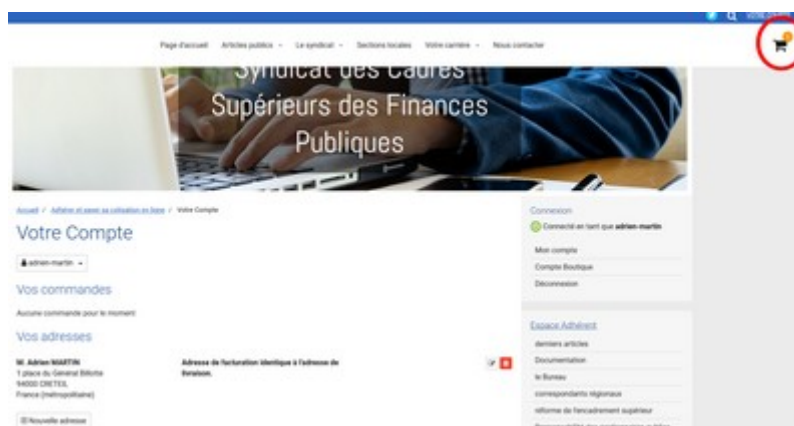 VOTRE COMPTE
Page d'accueil Articles publics Le syndicat Sections locales Votre carrière Nous contacter
Syndicat des Cadres
Supérieurs des Finances
Publiques
Accueil / Adhérer et payer sa cotisation en ligne / Votre Compte
Votre Compte
adrien-martin
Vos commandes
Aucune commande pour le moment
Vos adresses
M. Adrien MARTIN
1 place du Général Billotte
94000 CRETEIL
France (métropolitaine)
Adresse de facturation identique à l'adresse de
livraison.
Nouvelle adresse
Connexion
Connecté en tant que adrien-martin
Mon compte
Compte Boutique
Déconnexion
Espace Adhérent
derniers articles
Documentation
le Bureau
correspondants régionaux
réforme de l'encadrement supérieur